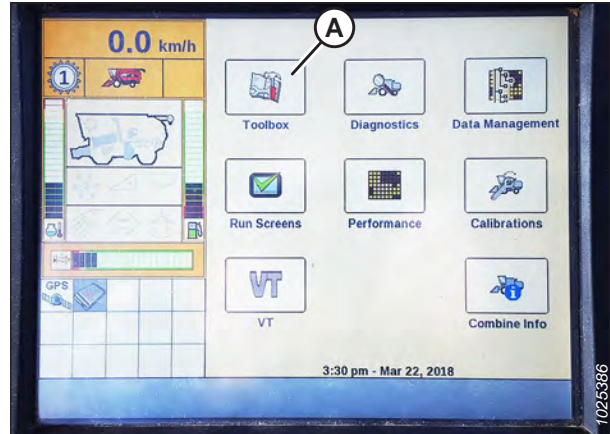 A
0.0 km/h
1
Toolbox
Diagnostics
Data Management
Run Screens
Performance
Calibrations
GPS
VT
VT
Combine Info
3:30 pm - Mar 22, 2018
1025386